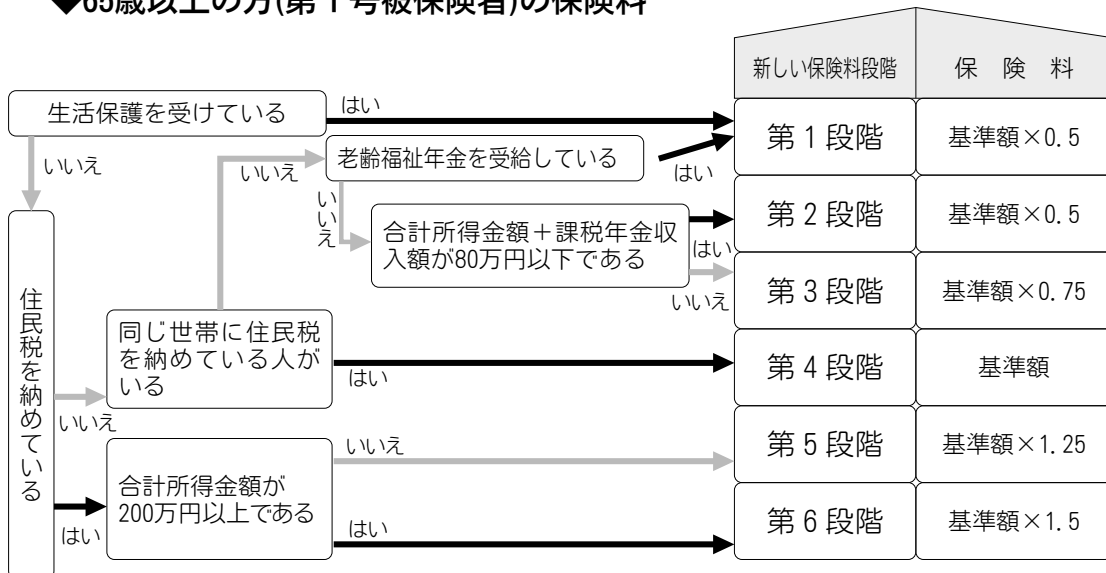 ◆65歳以上の方(第1号被保険者)の保険料
新しい保険料段階
保 険 料
生活保護を受けている
はい
いいえ
老齢福祉年金を受給している
はい
いいえ
いいえ
合計所得金額＋課税年金収
入額が80万円以下である
はい
いいえ
住民税を納めている
同じ世帯に住民税
を納めている人が
いる
はい
いいえ
合計所得金額が
200万円以上である
いいえ
はい
はい
第1段階
基準額×0.5
第2段階
基準額×0.5
第3段階
基準額×0.75
第4段階
基準額
第5段階
基準額×1.25
第6段階
基準額×1.5